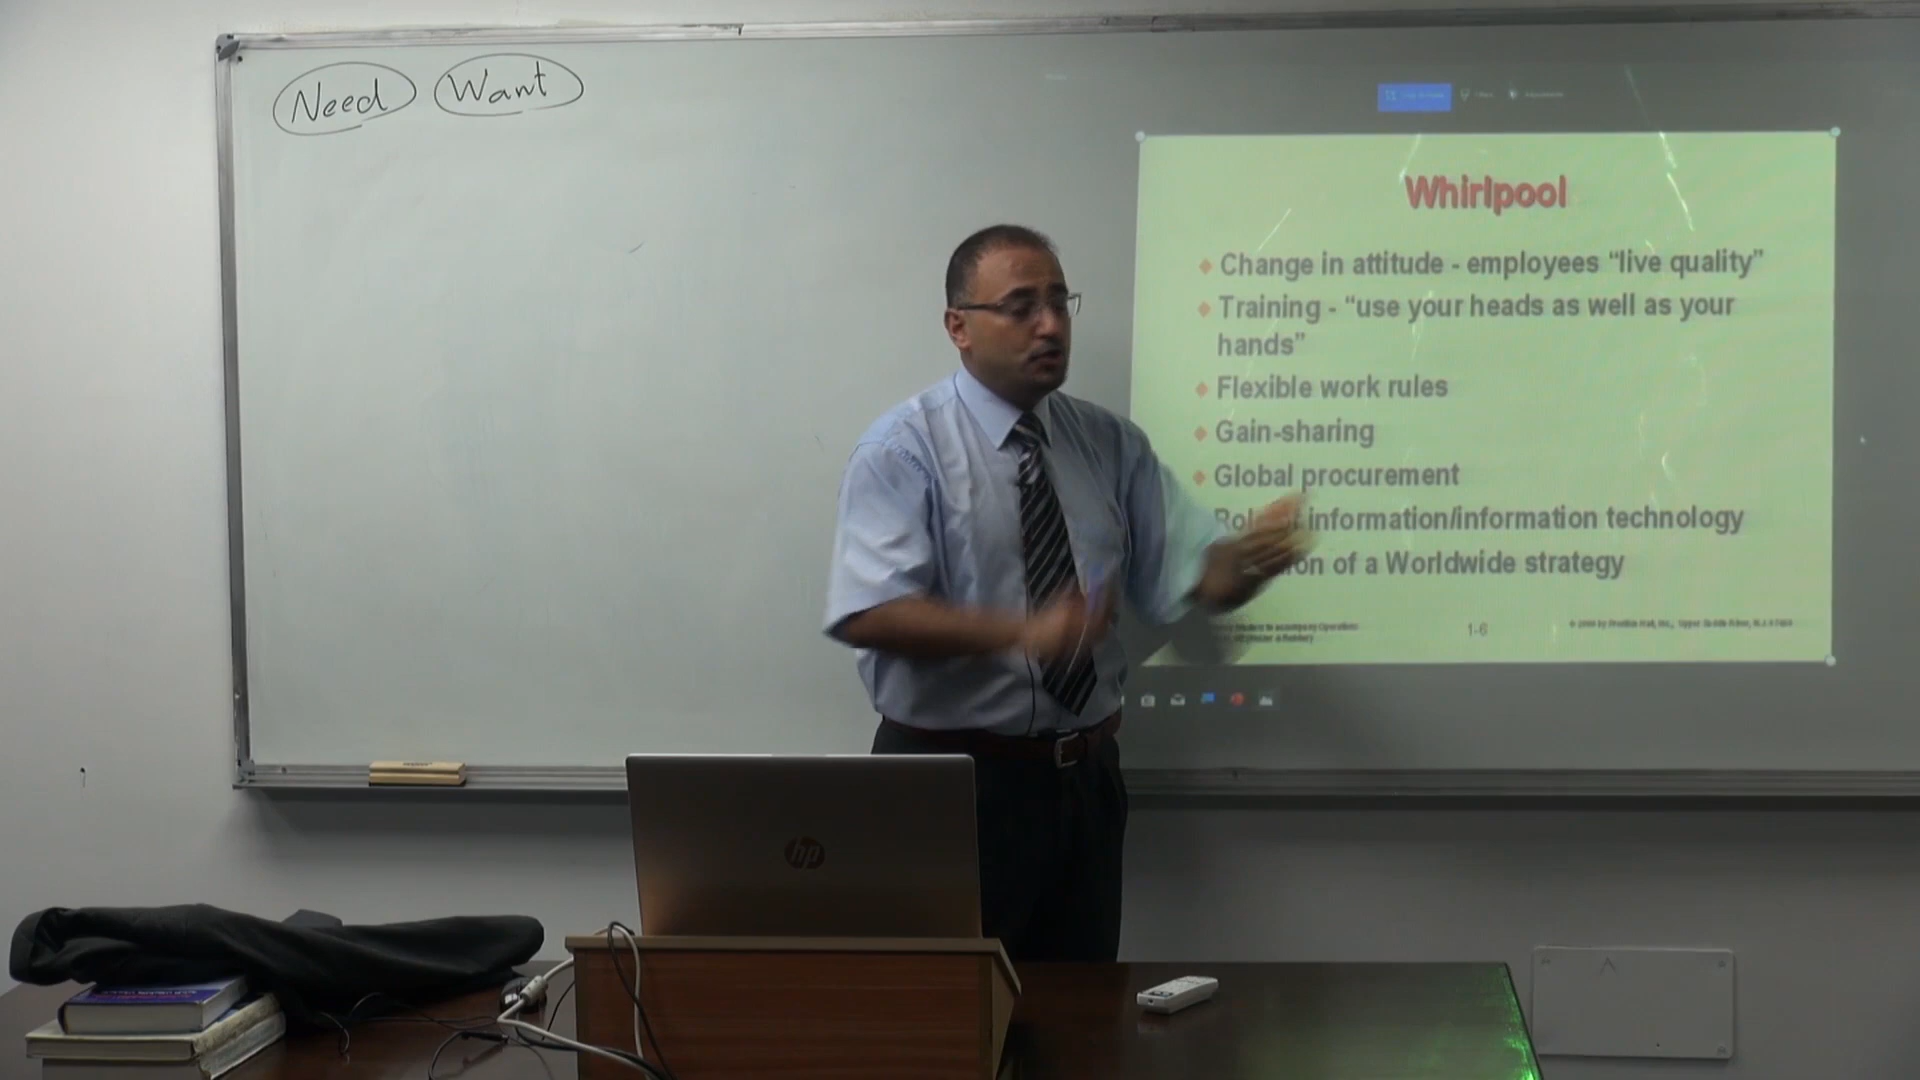 Need Want
Whirlpool
Change in attitude - employees “live quality”
Training - “use your heads as well as your
hands”
Flexible work rules
Gain-sharing
Global procurement
information/information technology
of a Worldwide strategy
1-6
hp